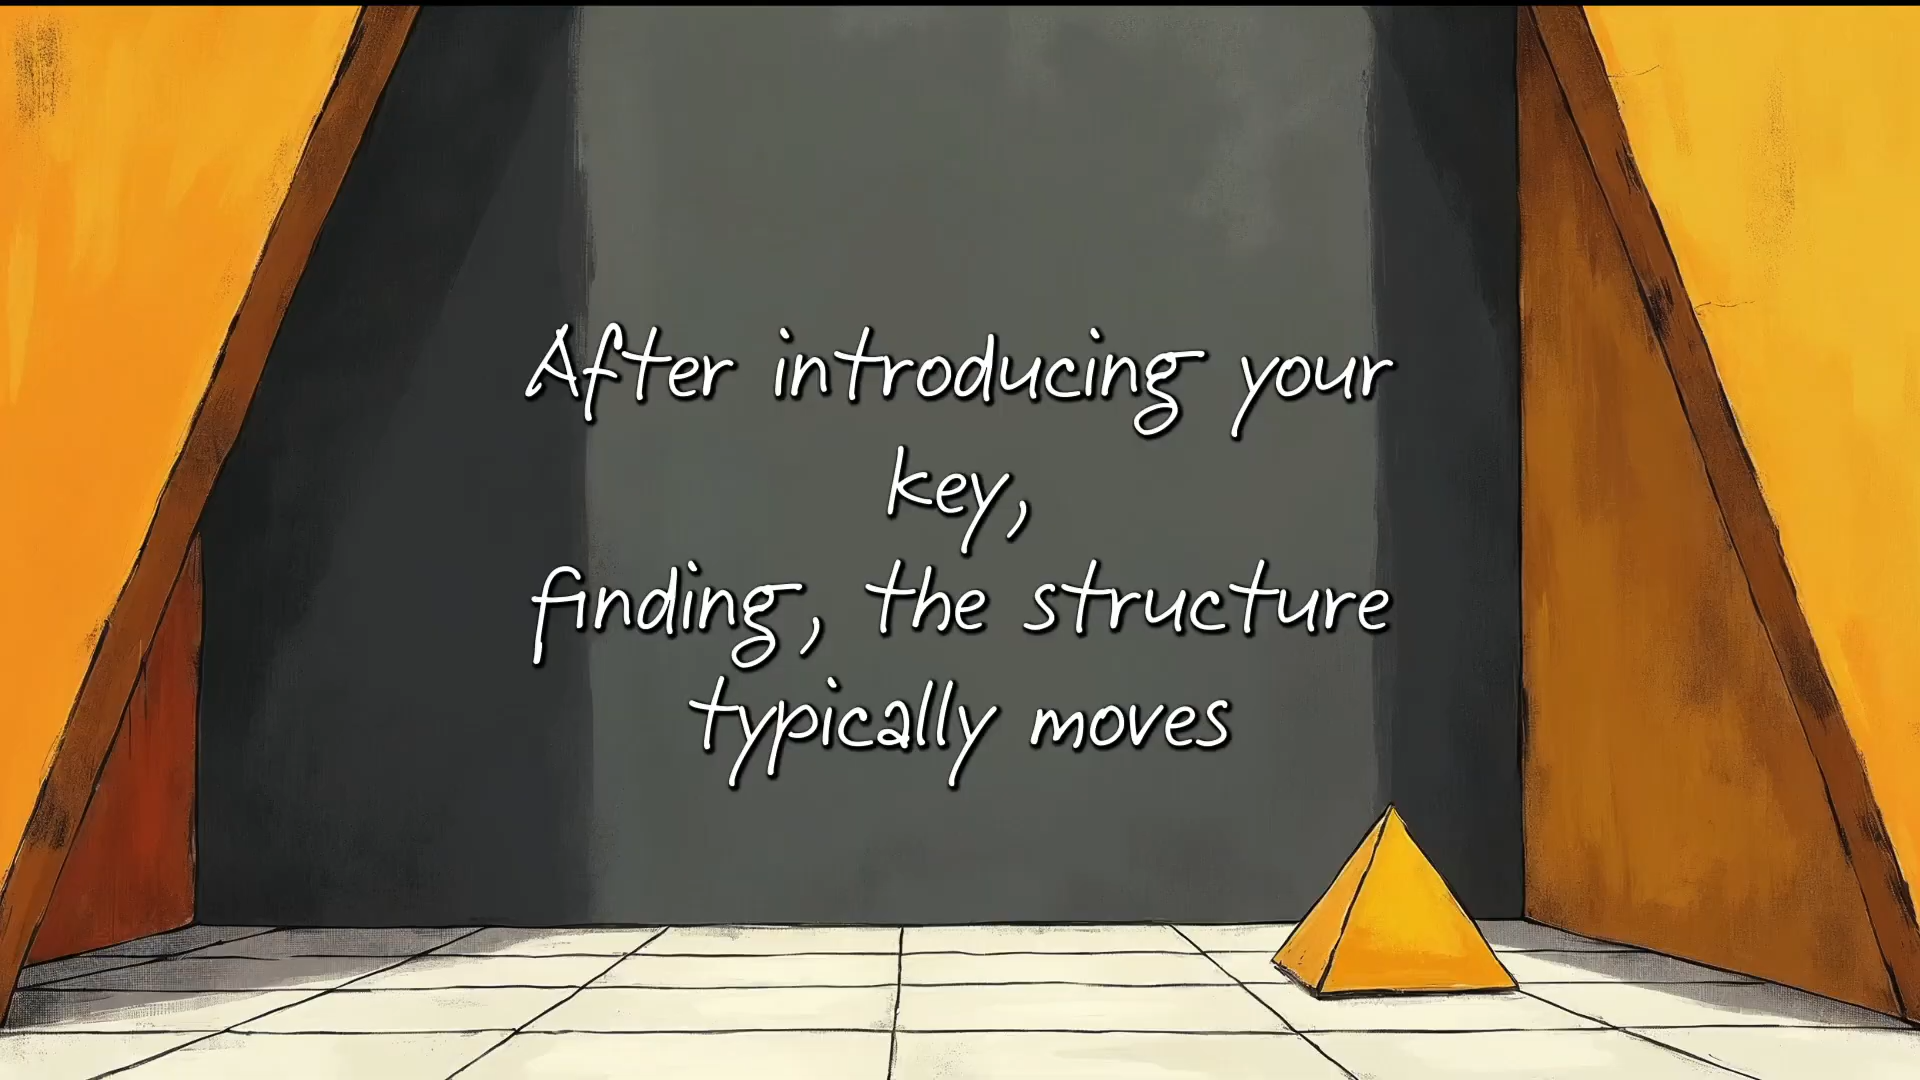 After introducing your
key,
finding, the structure
typically moves